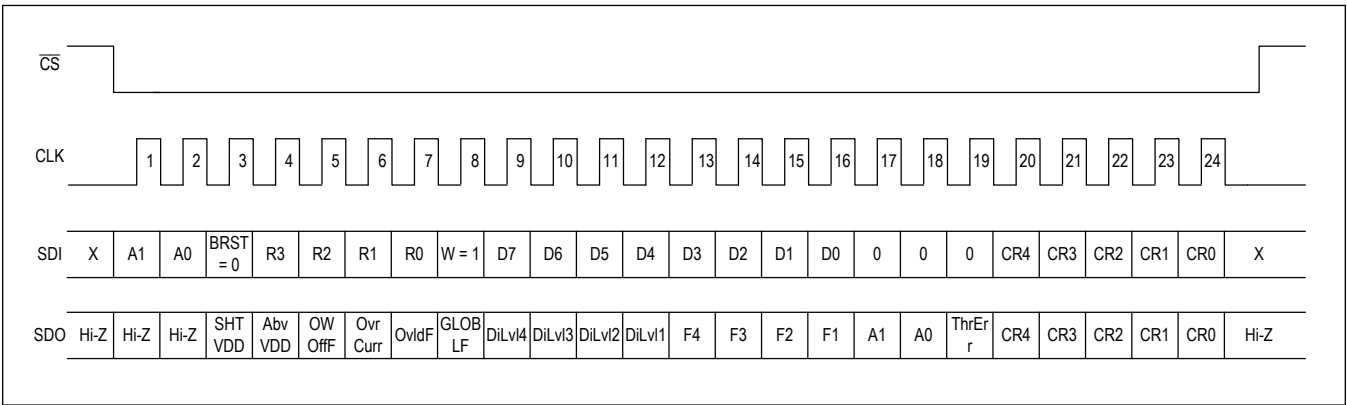 CS
CLK 1 2 3 4 5 6 7 8 9 10 11 12 13 14 15 16 17 18 19 20 21 22 23 24
SDI X A1 A0 BRST = 0 R3 R2 R1 R0 W = 1 D7 D6 D5 D4 D3 D2 D1 D0 0 0 0 CR4 CR3 CR2 CR1 CR0 X
SDO Hi-Z Hi-Z Hi-Z SHT VDD Abv VDD OW OffF Ovr Curr OvldF GLOB LF DiLvl4 DiLvl3 DiLvl2 DiLvl1 F4 F3 F2 F1 A1 A0 ThrEr r CR4 CR3 CR2 CR1 CR0 Hi-Z